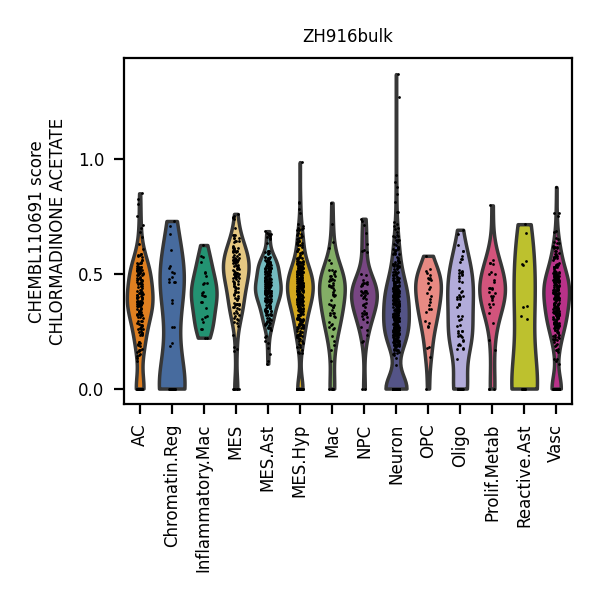 ZH916bulk
CHEMBL110691 score
CHLORMADINONE ACETATE
1.0
0.5
0.0
AC
Chromatin.Reg
Inflammatory.Mac
MES
MES.Ast
MES.Hyp
Mac
NPC
Neuron
OPC
Oligo
Prolif.Metab
Reactive.Ast
Vasc